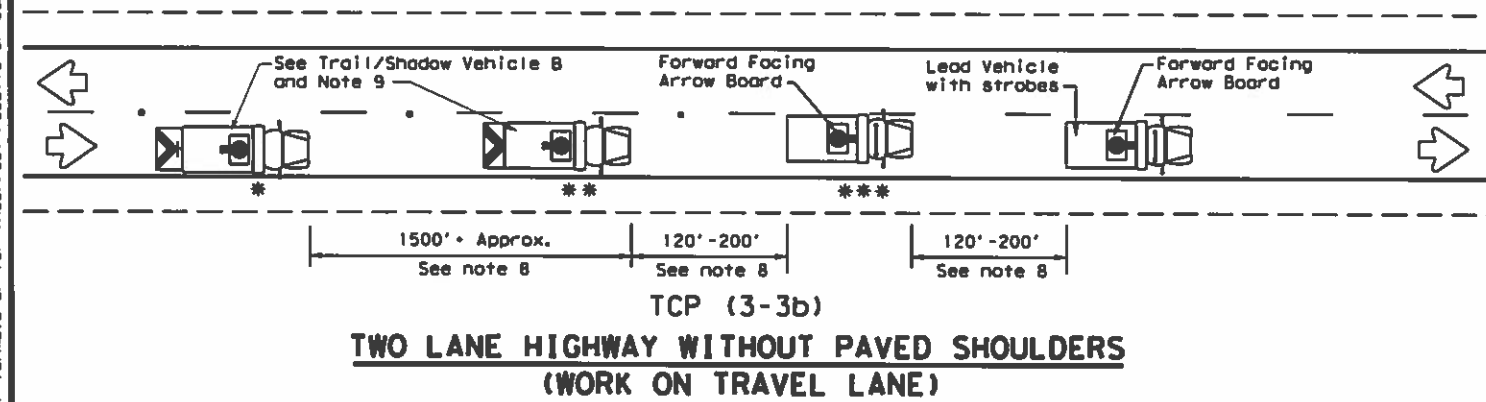 See Trail/Shadow Vehicle B
and Note 9
Forward Facing
Arrow Board
Lead Vehicle
with strobes
Forward Facing
Arrow Board
*
**
***
1500' + Approx.
See note 8
120'-200'
See note 8
120'-200'
See note 8
TCP (3-3b)
TWO LANE HIGHWAY WITHOUT PAVED SHOULDERS
(WORK ON TRAVEL LANE)